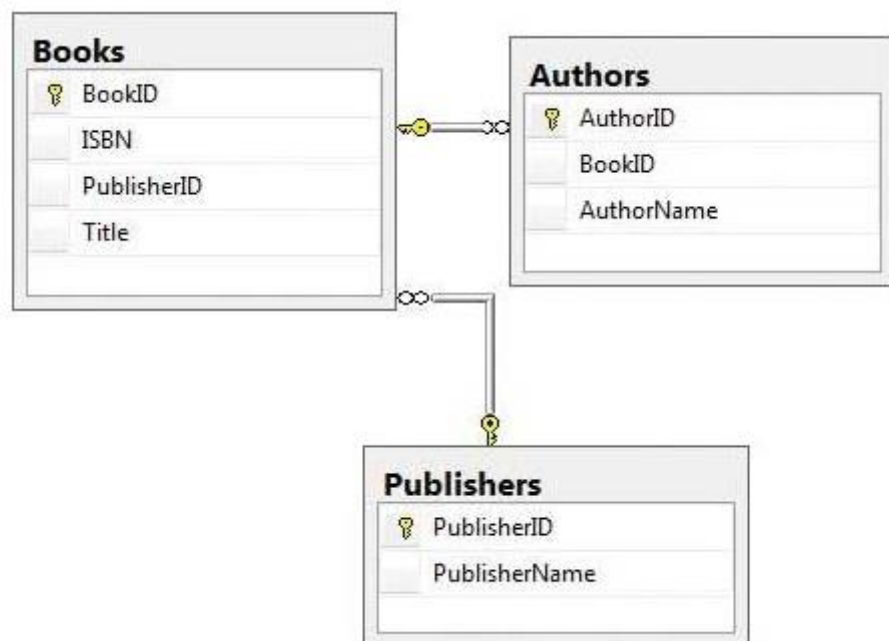 Books
BookID
ISBN
PublisherID
Title
Authors
AuthorID
BookID
AuthorName
Publishers
PublisherID
PublisherName